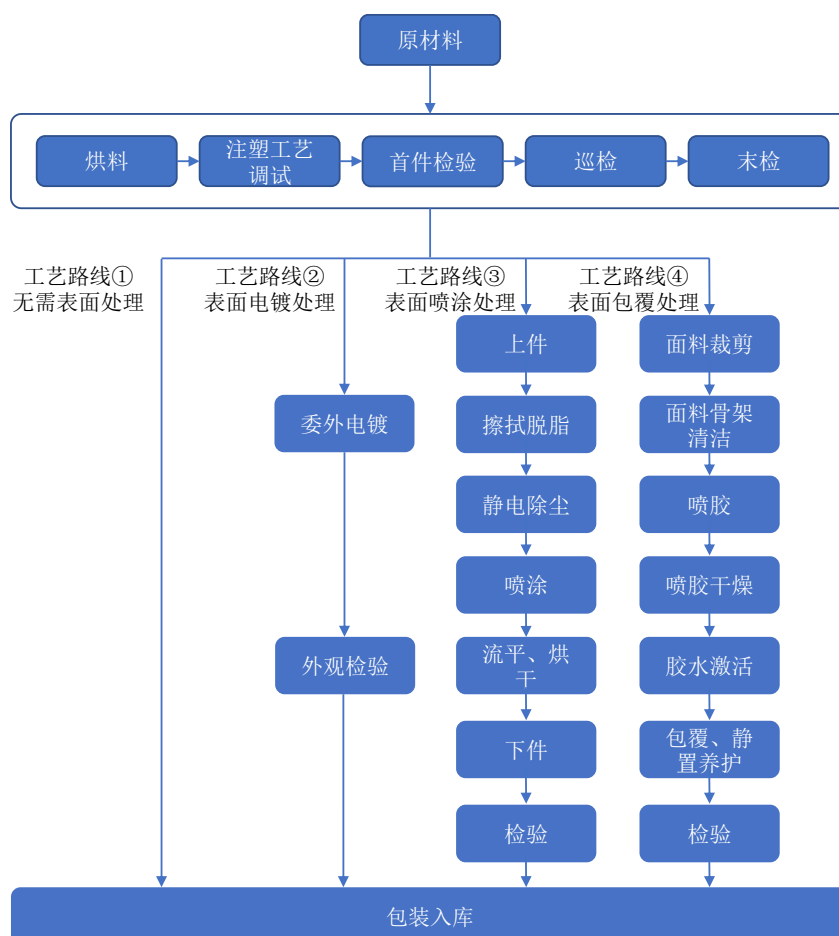 原材料
烘料
注塑工艺
调试
首件检验
巡检
末检
工艺路线①
无需表面处理
工艺路线②
表面电镀处理
工艺路线③
表面喷涂处理
工艺路线④
表面包覆处理
委外电镀
外观检验
上件
擦拭脱脂
静电除尘
喷涂
流平、烘
干
下件
检验
面料裁剪
面料骨架
清洁
喷胶
喷胶干燥
胶水激活
包覆、静
置养护
检验
包装入库